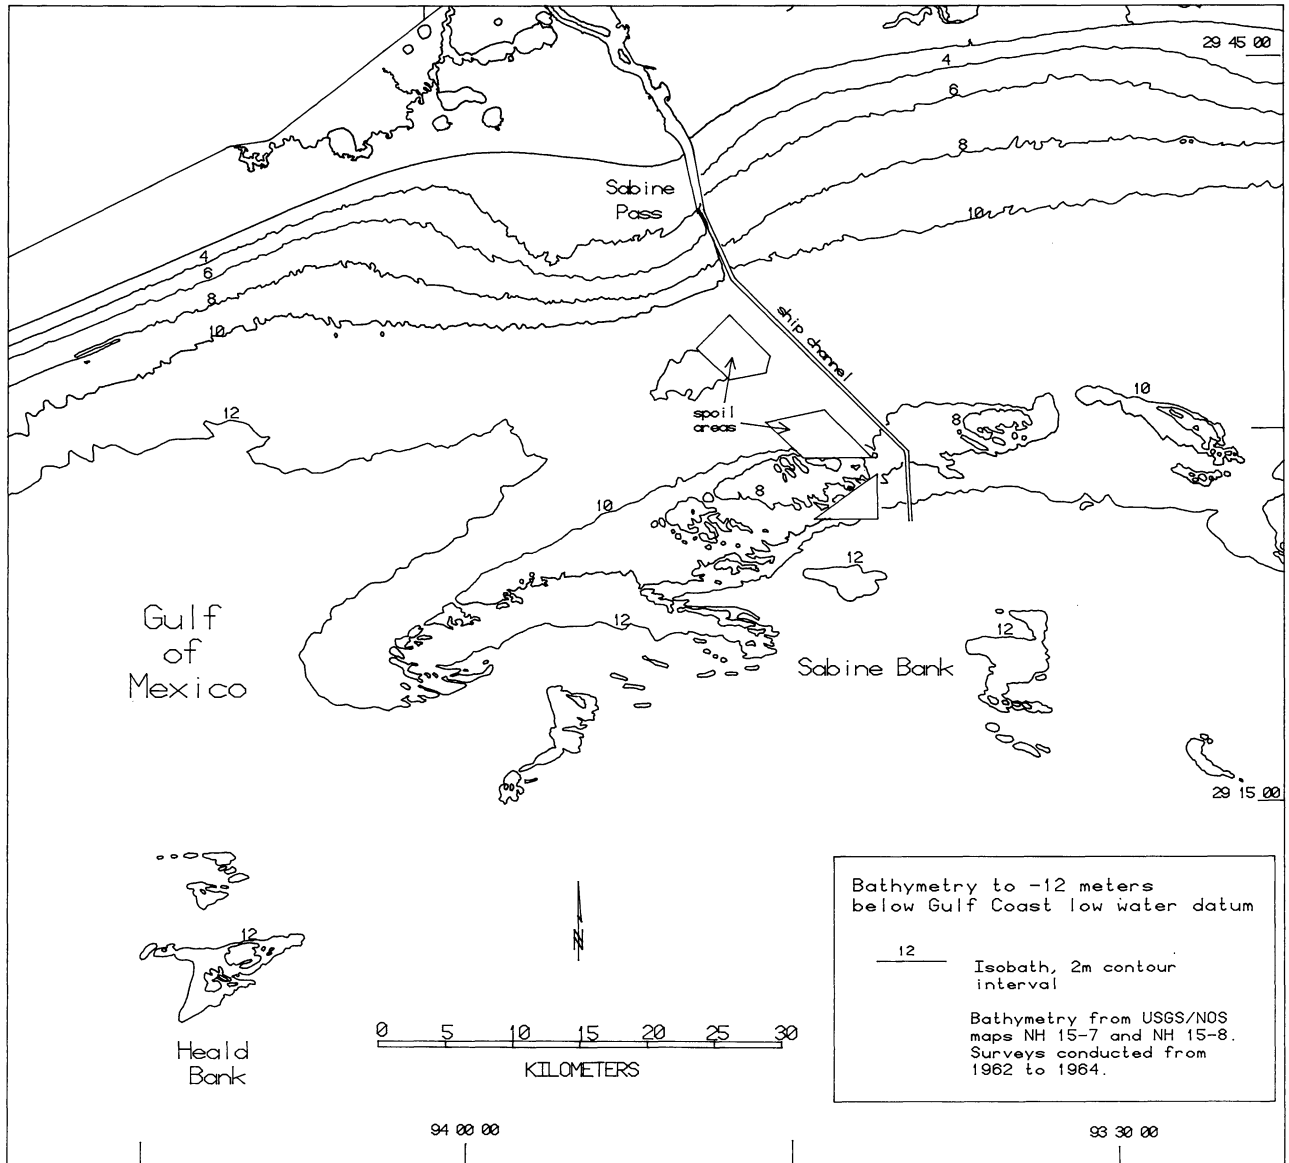 29 45 00
4
6
8
10
Sabine
Pass
4
6
8
10
ship channel
12
spoil
areas
10
8
8
10
12
12
12
Gulf
of
Mexico
Sabine Bank
29 15 00
12
Heald
Bank
N
0 5 10 15 20 25 30
KILOMETERS
Bathymetry to -12 meters
below Gulf Coast low water datum
12
Isobath, 2m contour
interval
Bathymetry from USGS/NOS
maps NH 15-7 and NH 15-8.
Surveys conducted from
1962 to 1964.
94 00 00
93 30 00